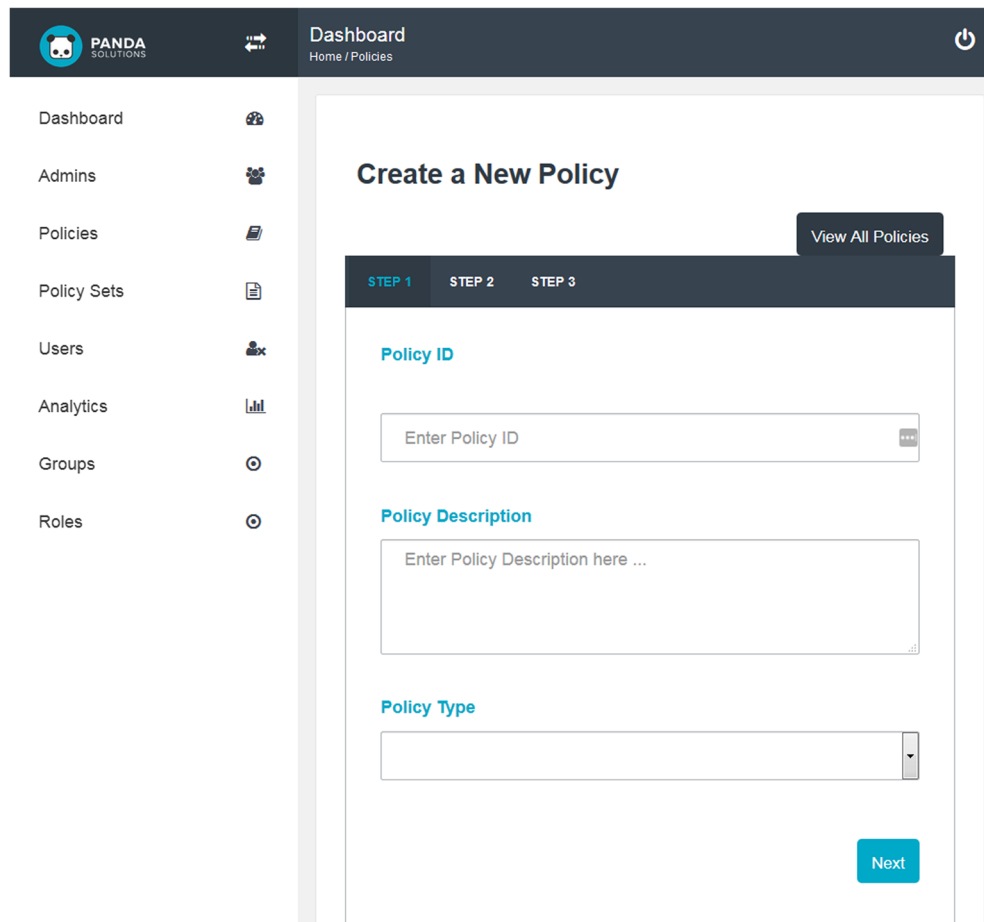 PANDA
SOLUTIONS
Dashboard
Home / Policies
Dashboard
Admins
Policies
Policy Sets
Users
Analytics
Groups
Roles
Create a New Policy
View All Policies
STEP 1 STEP 2 STEP 3
Policy ID
Enter Policy ID
Policy Description
Enter Policy Description here ...
Policy Type
Next